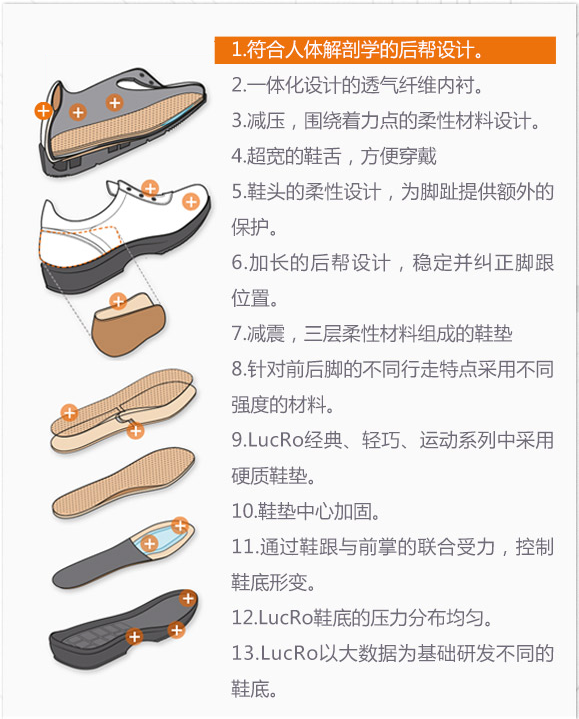 1.符合人体解剖学的后帮设计。
2.一体化设计的透气纤维内衬。
3.减压，围绕着力点的柔性材料设计。
4.超宽的鞋舌，方便穿戴
5.鞋头的柔性设计，为脚趾提供额外的
保护。
6.加长的后帮设计，稳定并纠正脚跟
位置。
7.减震，三层柔性材料组成的鞋垫
8.针对前后脚的不同行走特点采用不同
强度的材料。
9.LucRo经典、轻巧、运动系列中采用
硬质鞋垫。
10.鞋垫中心加固。
11.通过鞋跟与前掌的联合受力，控制
鞋底形变。
12.LucRo鞋底的压力分布均匀。
13.LucRo以大数据为基础研发不同的
鞋底。